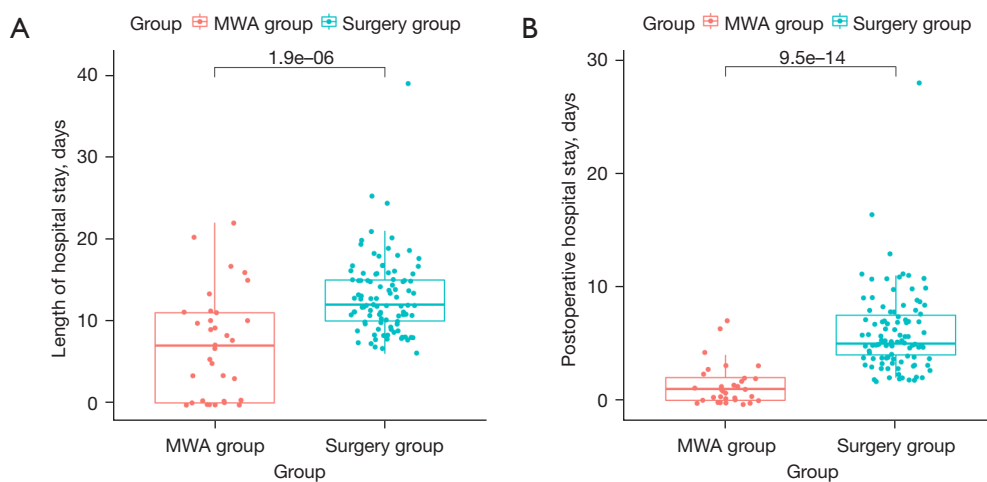 A
Group MWA group Surgery group
1.9e–06
Length of hospital stay, days
40
30
20
10
0
MWA group Surgery group
Group
B
Group MWA group Surgery group
9.5e–14
Postoperative hospital stay, days
30
20
10
0
MWA group Surgery group
Group